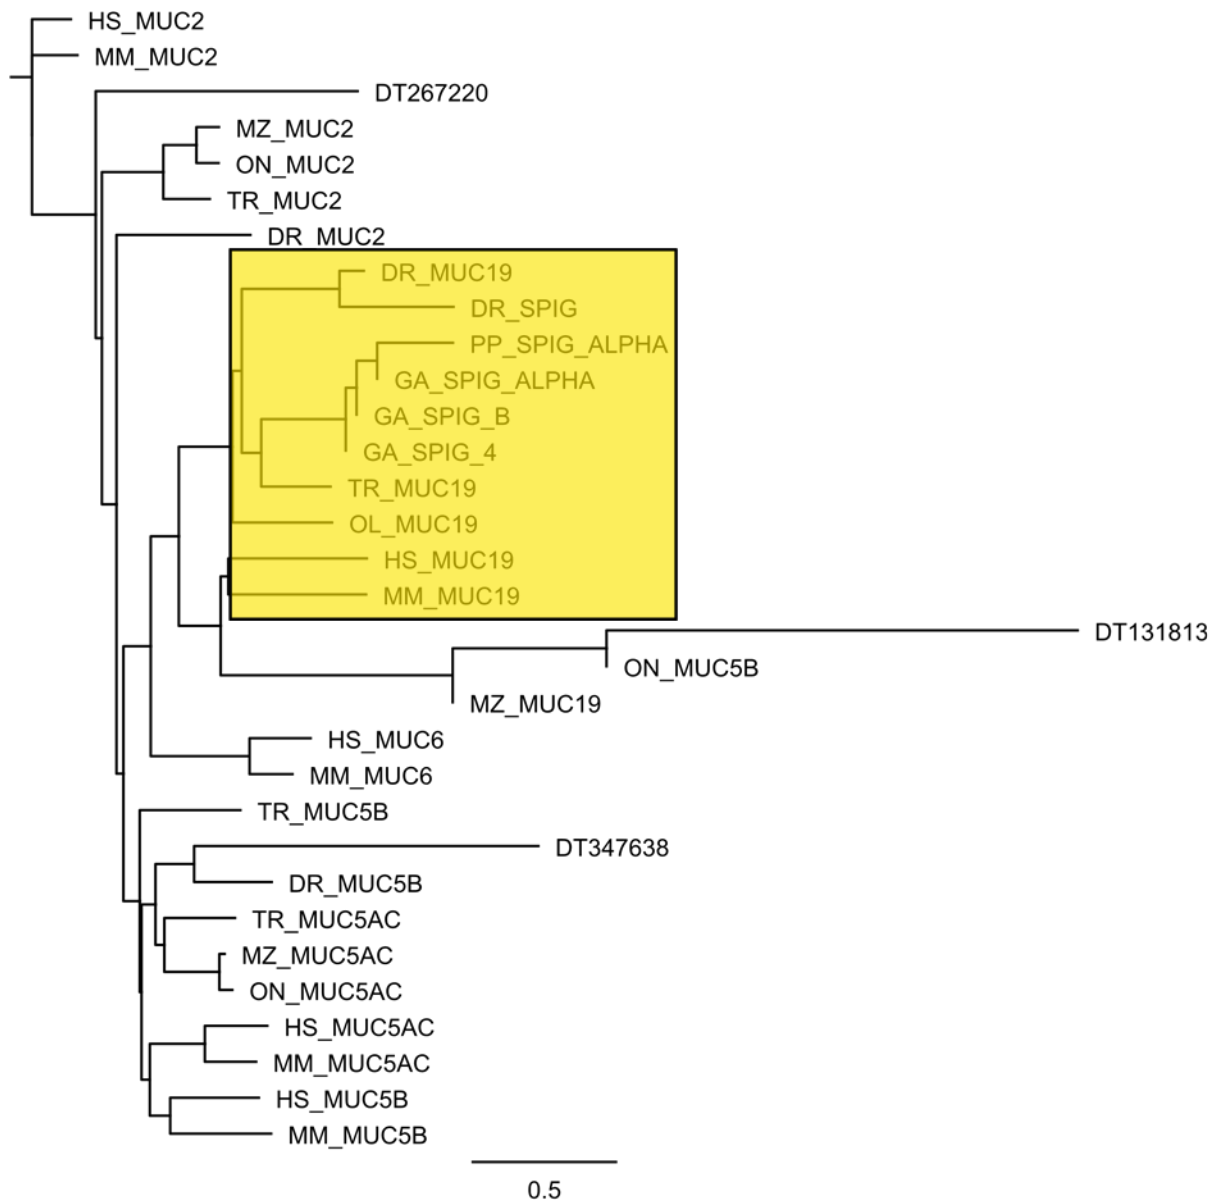 HS_MUC2
MM_MUC2
DT267220
MZ_MUC2
ON_MUC2
TR_MUC2
DR_MUC2
DR_MUC19
DR_SPIG
PP_SPIG_ALPHA
GA_SPIG_ALPHA
GA_SPIG_B
GA_SPIG_4
TR_MUC19
OL_MUC19
HS_MUC19
MM_MUC19
DT131813
ON_MUC5B
MZ_MUC19
HS_MUC6
MM_MUC6
TR_MUC5B
DT347638
DR_MUC5B
TR_MUC5AC
MZ_MUC5AC
ON_MUC5AC
HS_MUC5AC
MM_MUC5AC
HS_MUC5B
MM_MUC5B
0.5